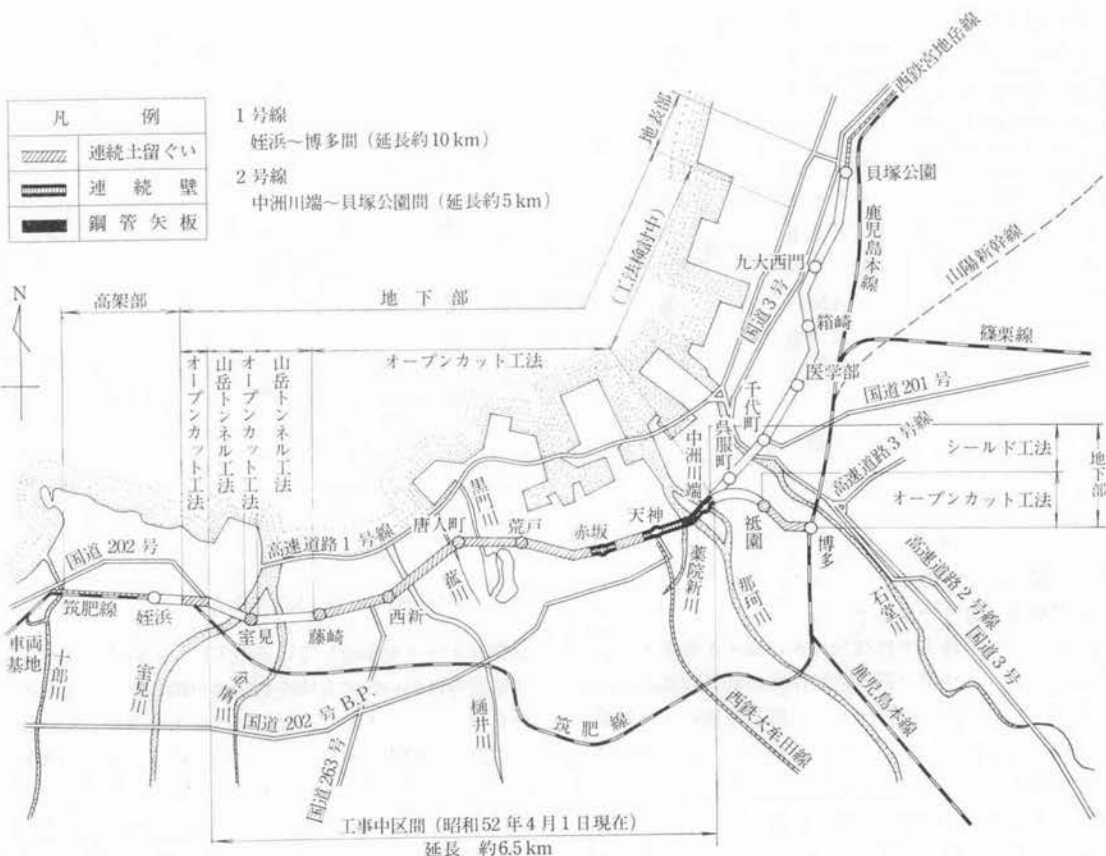 凡例
連続土留ぐい
連続壁
鋼管矢板
1号線
姪浜～博多間（延長約10km）
2号線
中洲川端～貝塚公園間（延長約5km）
N
高架部
地下部
（工法検討中）
地表部
オープンカット工法
山岳トンネル工法
オープンカット工法
山岳トンネル工法
オープンカット工法
西鉄宮地岳線
貝塚公園
鹿児島本線
山陽新幹線
九大西門
国道3号
箱崎
篠栗線
医学部
国道201号
千代町
呉服町
中洲川端
高速道路3号線
シールド工法
オープンカット工法
地下部
祇園
博多
天神
赤坂
荒戸
黒門川
唐人町
菰川
高速道路1号線
国道202号
筑肥線
姪浜
室見
藤崎
西新
車両基地
十郎川
室見川
金屑川
国道202号B.P.
国道263号
樋井川
筑肥線
薬院新川
那珂川
西鉄大牟田線
鹿児島本線
石堂川
高速道路2号線
国道3号
工事中区間（昭和52年4月1日現在）
延長 約6.5km